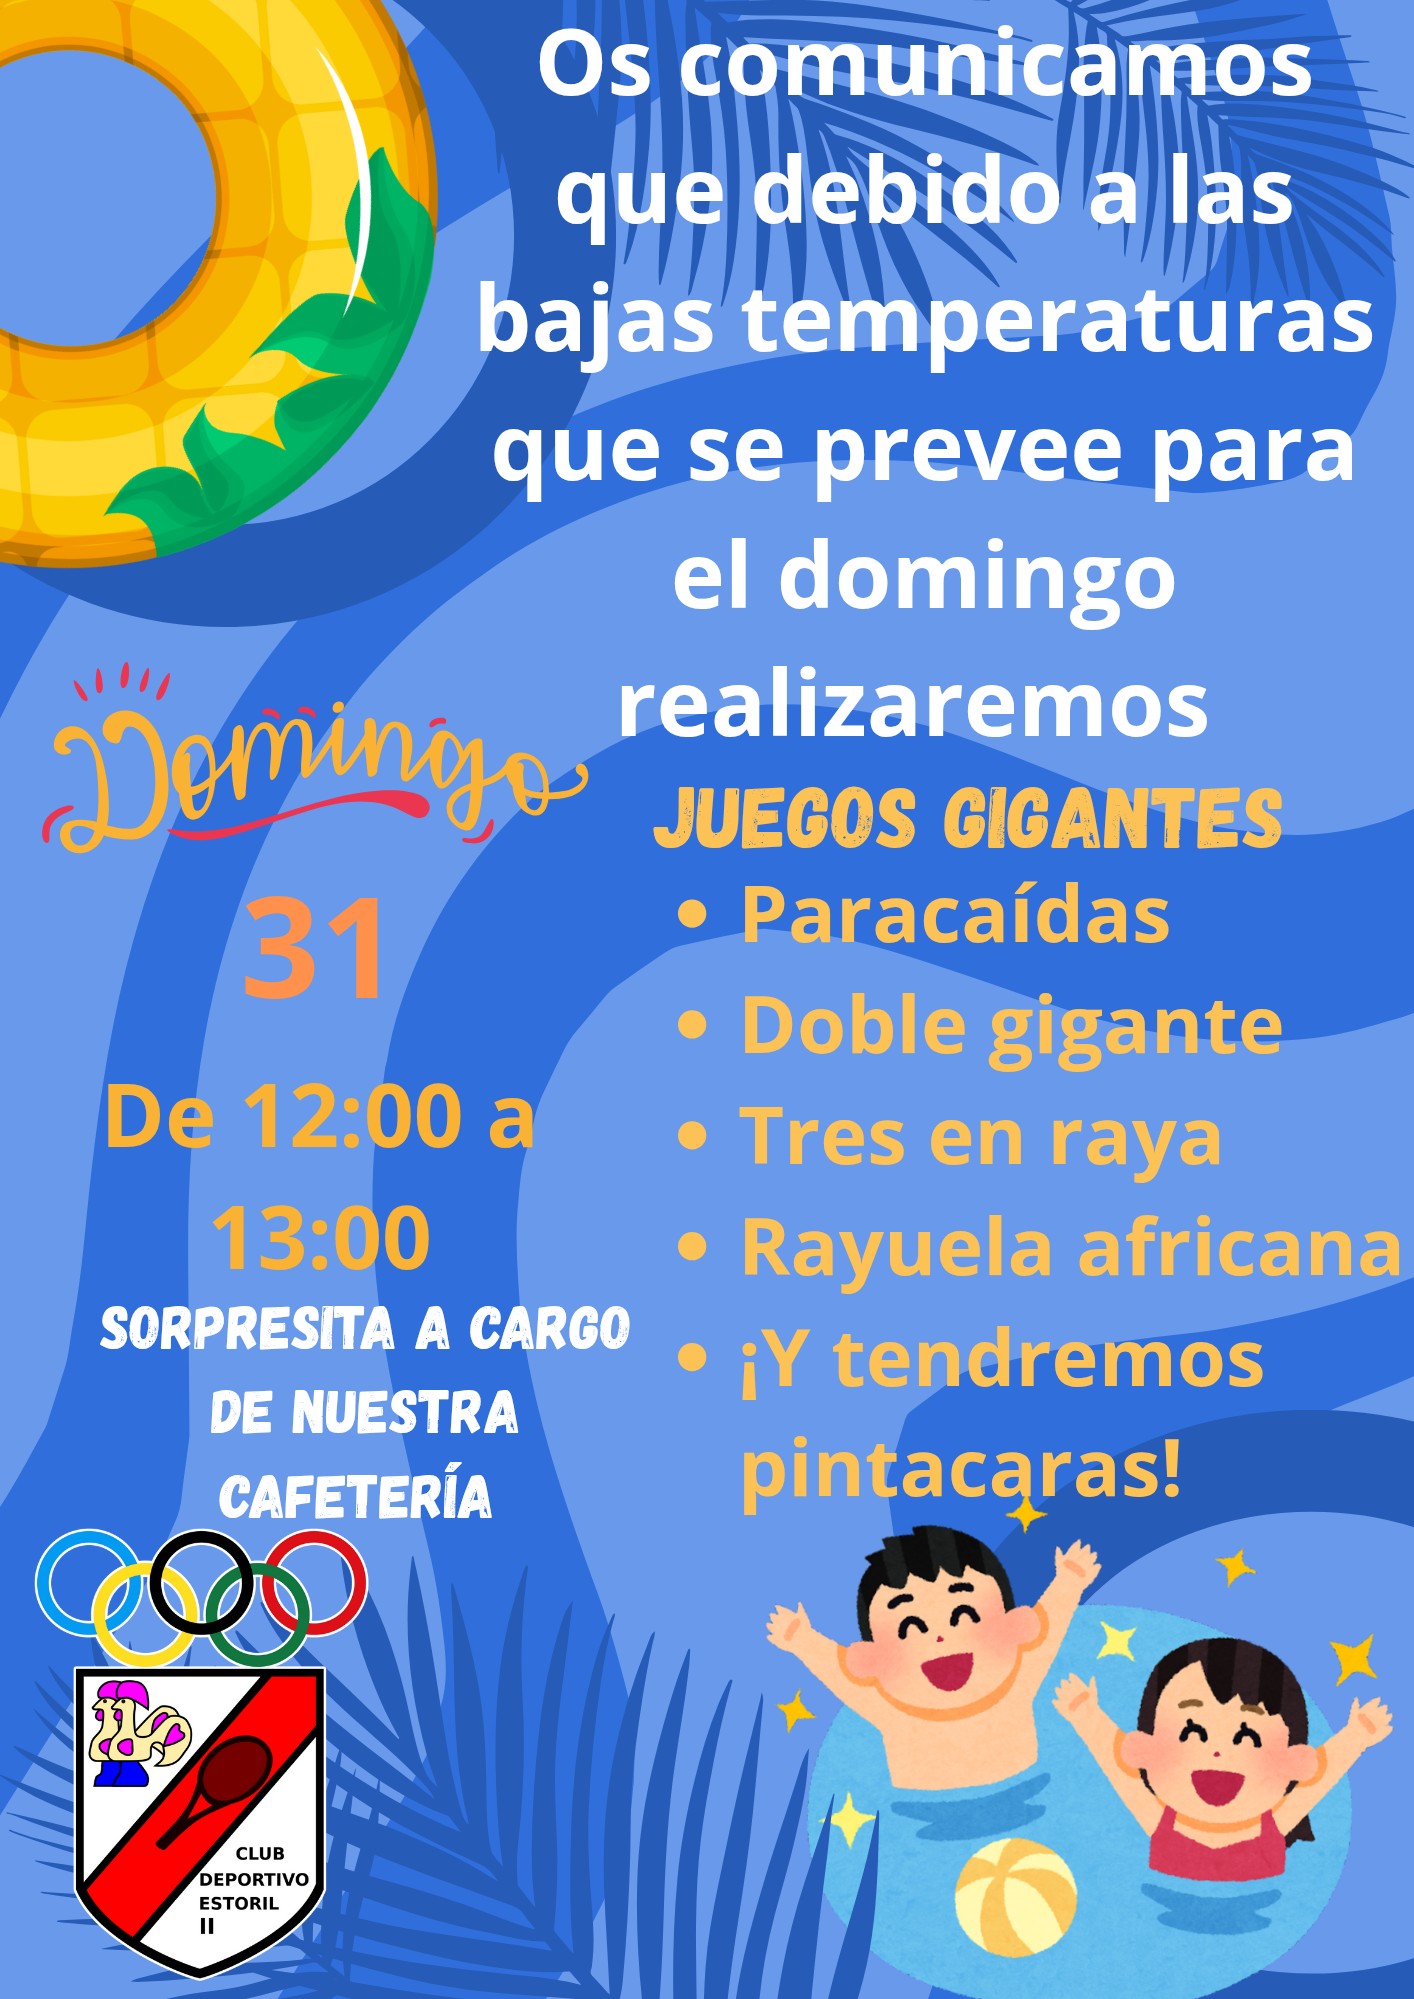 Os comunicamos
que debido a las
bajas temperaturas
que se prevee para
el domingo
realizaremos
Domingo
31
De 12:00 a
13:00
SORPRESITA A CARGO
DE NUESTRA
CAFETERÍA
JUEGOS GIGANTES
• Paracaídas
• Doble gigante
• Tres en raya
• Rayuela africana
• ¡Y tendremos
pintacaras!
CLUB
DEPORTIVO
ESTORIL
II